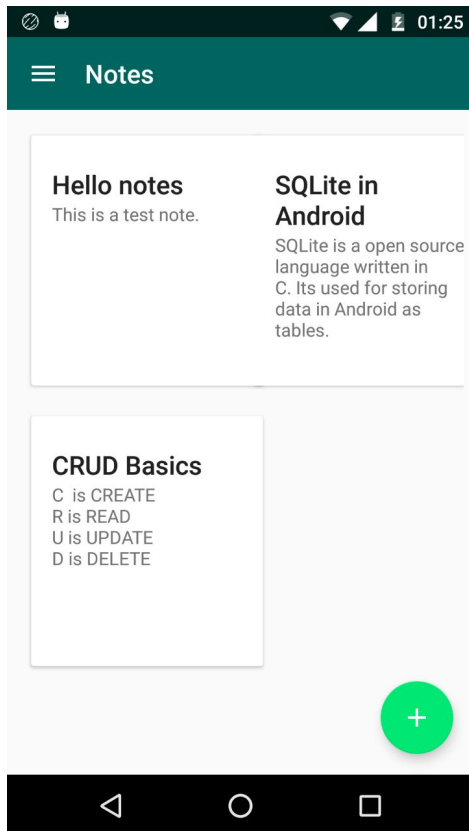 01:25
Notes
Hello notes
This is a test note.
SQLite in
Android
SQLite is a open source
language written in
C. Its used for storing
data in Android as
tables.
CRUD Basics
C  is CREATE
R is READ
U is UPDATE
D is DELETE